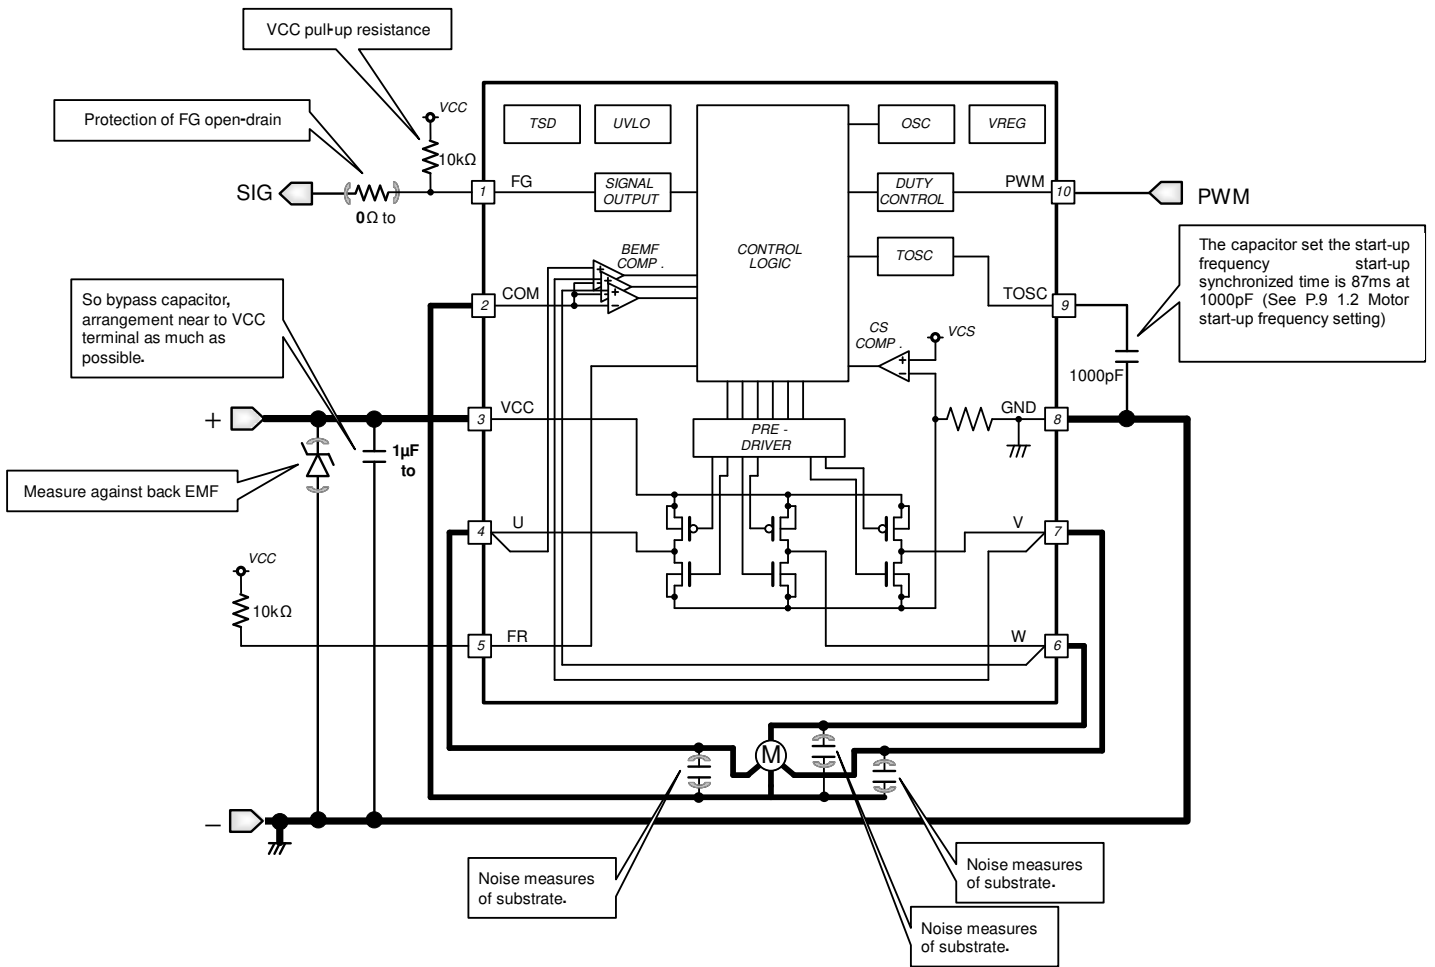 VCC pull-up resistance
Protection of FG open-drain
VCC
10kΩ
SIG
0Ω to
TSD
UVLO
OSC
VREG
1
FG
SIGNAL
OUTPUT
DUTY
CONTROL
PWM
10
PWM
CONTROL
LOGIC
BEMF
COMP .
TOSC
The capacitor set the start-up
frequency start-up
synchronized time is 87ms at
1000pF (See P.9 1.2 Motor
start-up frequency setting)
So bypass capacitor,
arrangement near to VCC
terminal as much as
possible.
2
COM
TOSC
9
CS
COMP .
VCS
1000pF
+
3
VCC
GND
8
PRE -
DRIVER
1µF
to
Measure against back EMF
4
U
V
7
VCC
10kΩ
5
FR
W
6
M
–
Noise measures
of substrate.
Noise measures
of substrate.
Noise measures
of substrate.